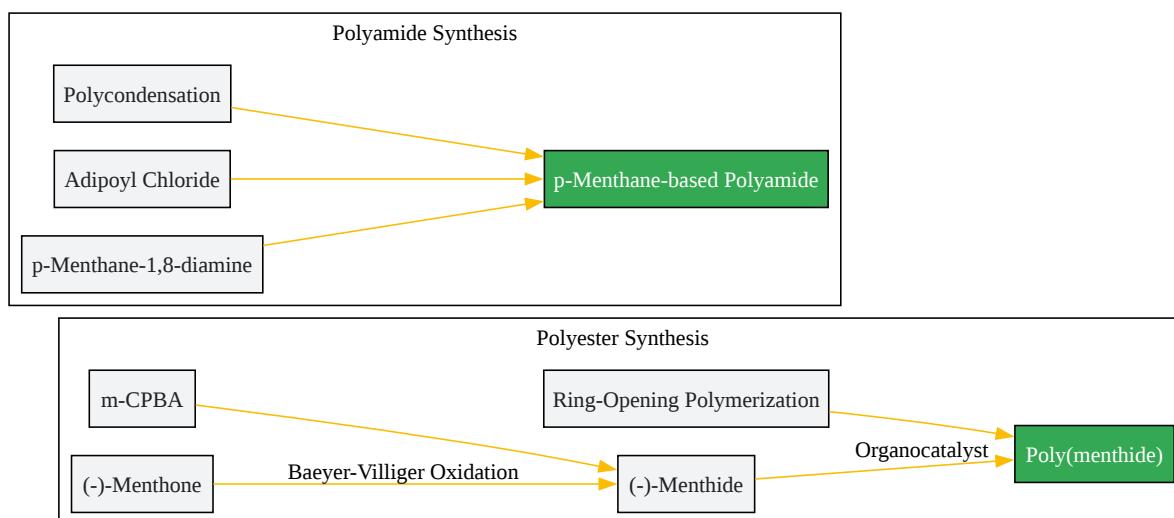 Polyamide Synthesis
Polycondensation
Adipoyl Chloride
p-Menthane-based Polyamide
p-Menthane-1,8-diamine
Polyester Synthesis
m-CPBA
Ring-Opening Polymerization
Organocatalyst
Poly(menthide)
Baeyer-Villiger Oxidation
(-)-Menthone
(-)-Menthide